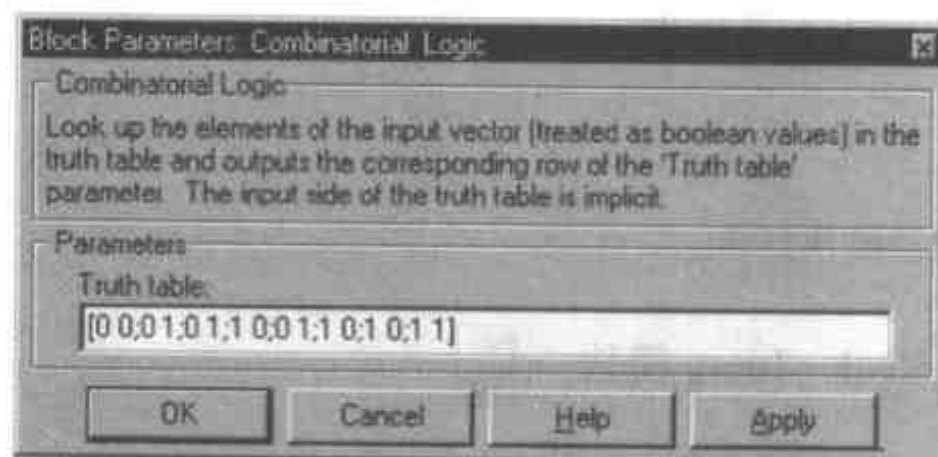 Block Parameters: Combinatorial Logic
Combinatorial Logic
Look up the elements of the input vector (treated as boolean values) in the
truth table and outputs the corresponding row of the 'Truth table'
parameter. The input side of the truth table is implicit.
Parameters
Truth table:
[0 0;0 1;0 1;1 0;0 1;1 0;1 0;1 1]
OK Cancel Help Apply